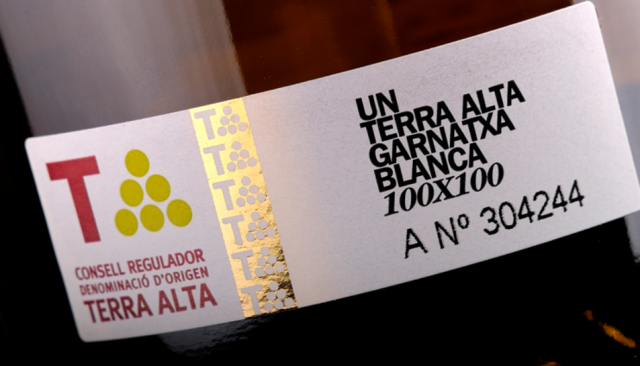 T
CONSELL REGULADOR
DENOMINACIÓ D'ORIGEN
TERRA ALTA
T
T
T
T
T
T
UN
TERRA ALTA
GARNATXA
BLANCA
100X100
A Nº 304244